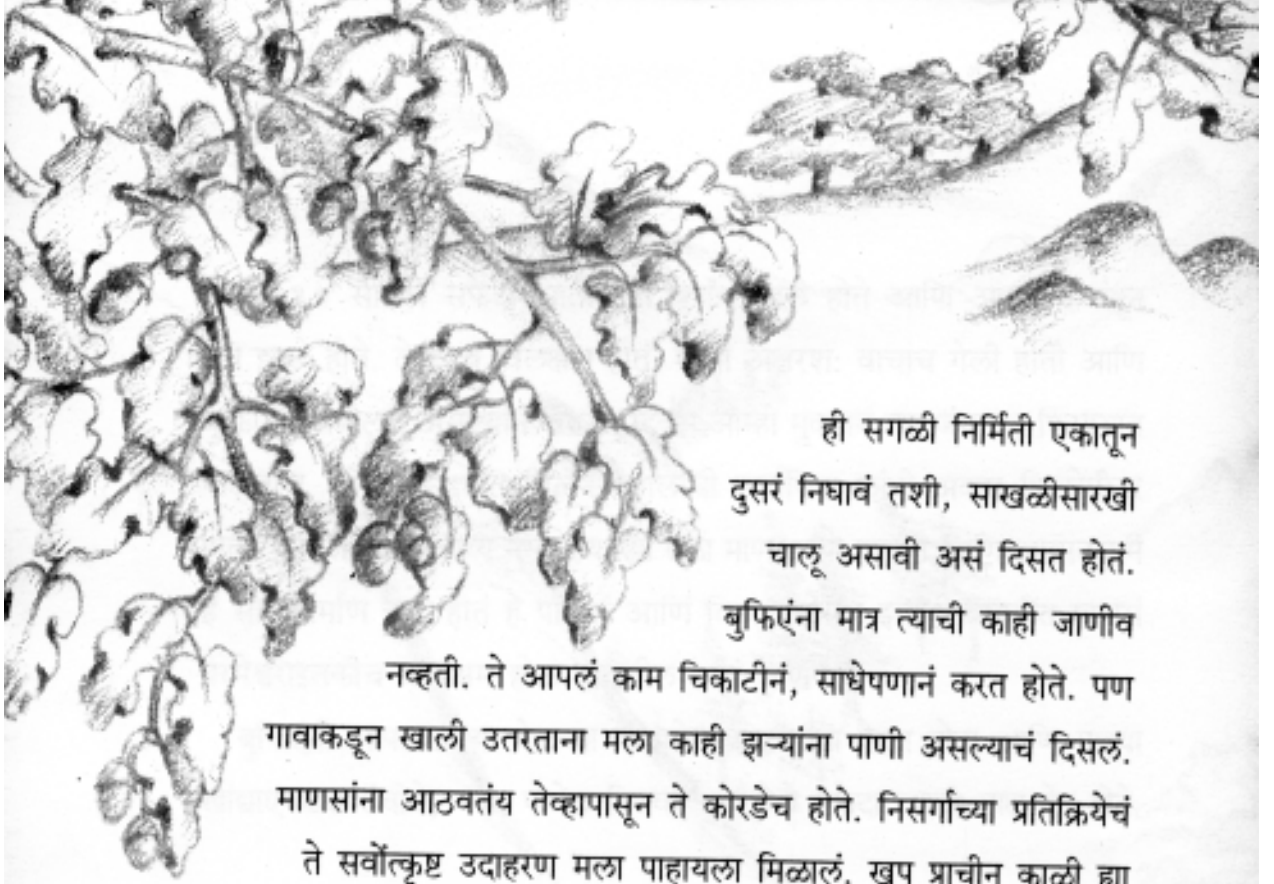 ही सगळी निर्मिती एकातून
दुसरं निघावं तशी, साखळीसारखी
चालू असावी असं दिसत होतं.
बुफिएंना मात्र त्याची काही जाणीव
नव्हती. ते आपलं काम चिकाटीनं, साधेपणानं करत होते. पण
गावाकडून खाली उतरताना मला काही झऱ्यांना पाणी असल्याचं दिसलं.
माणसांना आठवतंय तेव्हापासून ते कोरडेच होते. निसर्गाच्या प्रतिक्रियेचं
ते सर्वोत्कृष्ट उदाहरण मला पाहायला मिळालं. खूप प्राचीन काळी ह्या